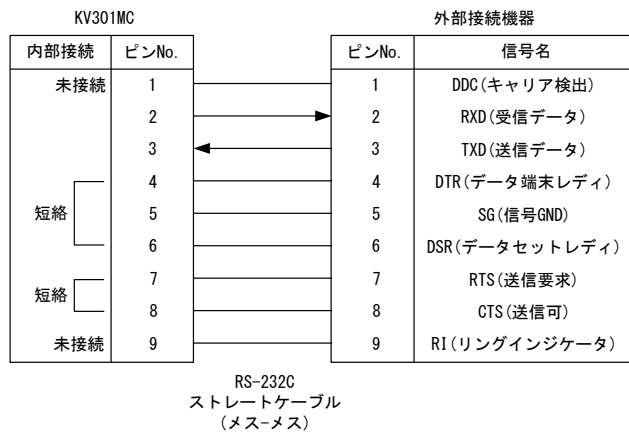 KV301MC 外部接続機器
内部接続 ピンNo. ピンNo. 信号名
未接続 1 1 DDC(キャリア検出)
2 2 RXD(受信データ)
3 3 TXD(送信データ)
4 4 DTR(データ端末レディ)
短絡 5 5 SG(信号GND)
6 6 DSR(データセットレディ)
7 7 RTS(送信要求)
短絡
8 8 CTS(送信可)
未接続 9 9 RI(リングインジケータ)
RS-232C
ストレートケーブル
(メス-メス)